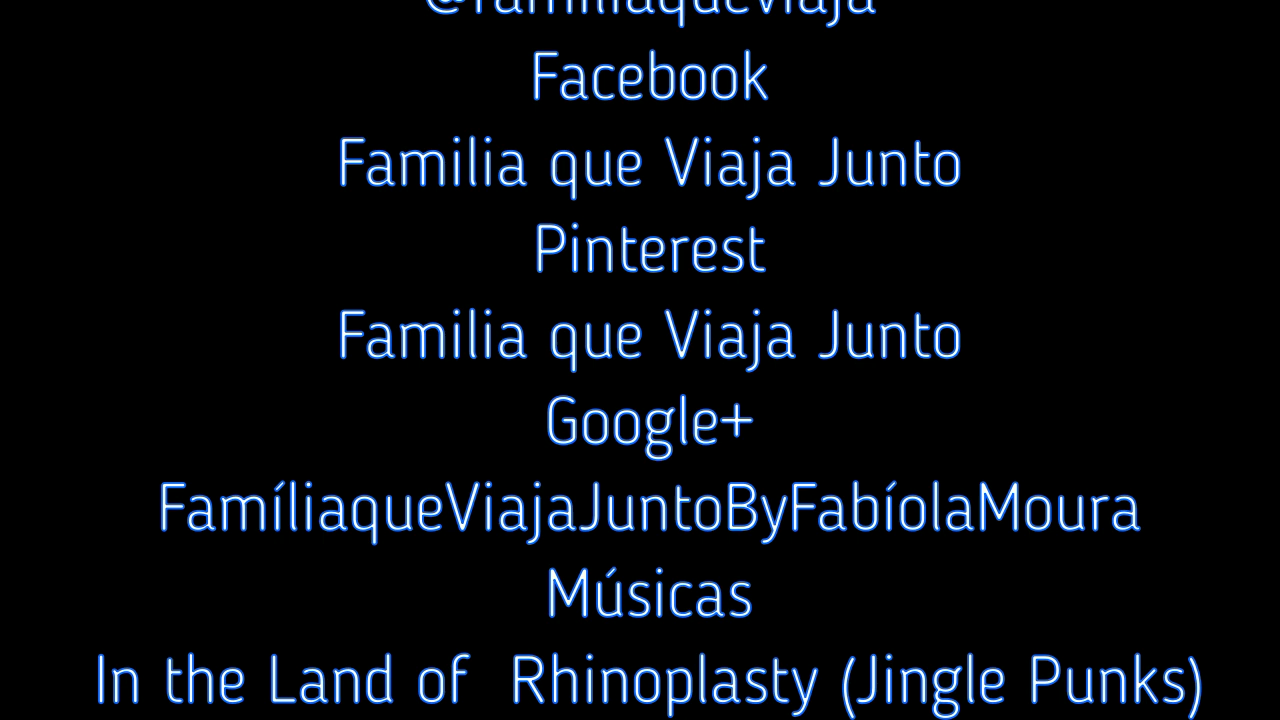 @familiaqueviaja
Facebook
Familia que Viaja Junto
Pinterest
Familia que Viaja Junto
Google+
FamíliaqueViajaJuntoByFabíolaMoura
Músicas
In the Land of  Rhinoplasty (Jingle Punks)